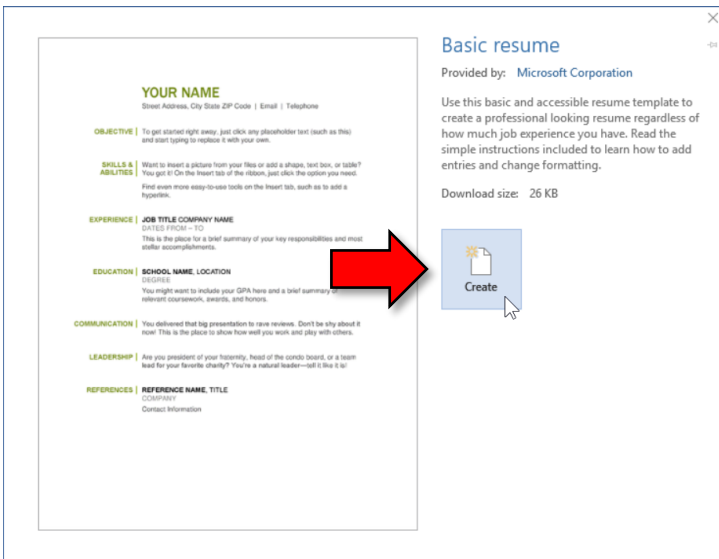 YOUR NAME
Street Address, City State ZIP Code | Email | Telephone
OBJECTIVE
To get started right away, just click any placeholder text (such as this)
and start typing to replace it with your own.
SKILLS &
ABILITIES
Want to insert a picture from your files or add a shape, text box, or table?
You got it! On the Insert tab of the ribbon, just click the option you need.
Find even more easy-to-use tools on the Insert tab, such as to add a
hyperlink.
EXPERIENCE
JOB TITLE COMPANY NAME
DATES FROM – TO
This is the place for a brief summary of your key responsibilities and most
stellar accomplishments.
EDUCATION
SCHOOL NAME, LOCATION
DEGREE
You might want to include your GPA here and a brief summary of
relevant coursework, awards, and honors.
COMMUNICATION
You delivered that big presentation to rave reviews. Don't be shy about it
now! This is the place to show how well you work and play with others.
LEADERSHIP
Are you president of your fraternity, head of the condo board, or a team
lead for your favorite charity? You're a natural leader—tell it like it is!
REFERENCES
REFERENCE NAME, TITLE
COMPANY
Contact Information
Basic resume
Provided by: Microsoft Corporation
Use this basic and accessible resume template to
create a professional looking resume regardless of
how much job experience you have. Read the
simple instructions included to learn how to add
entries and change formatting.
Download size: 26 KB
Create